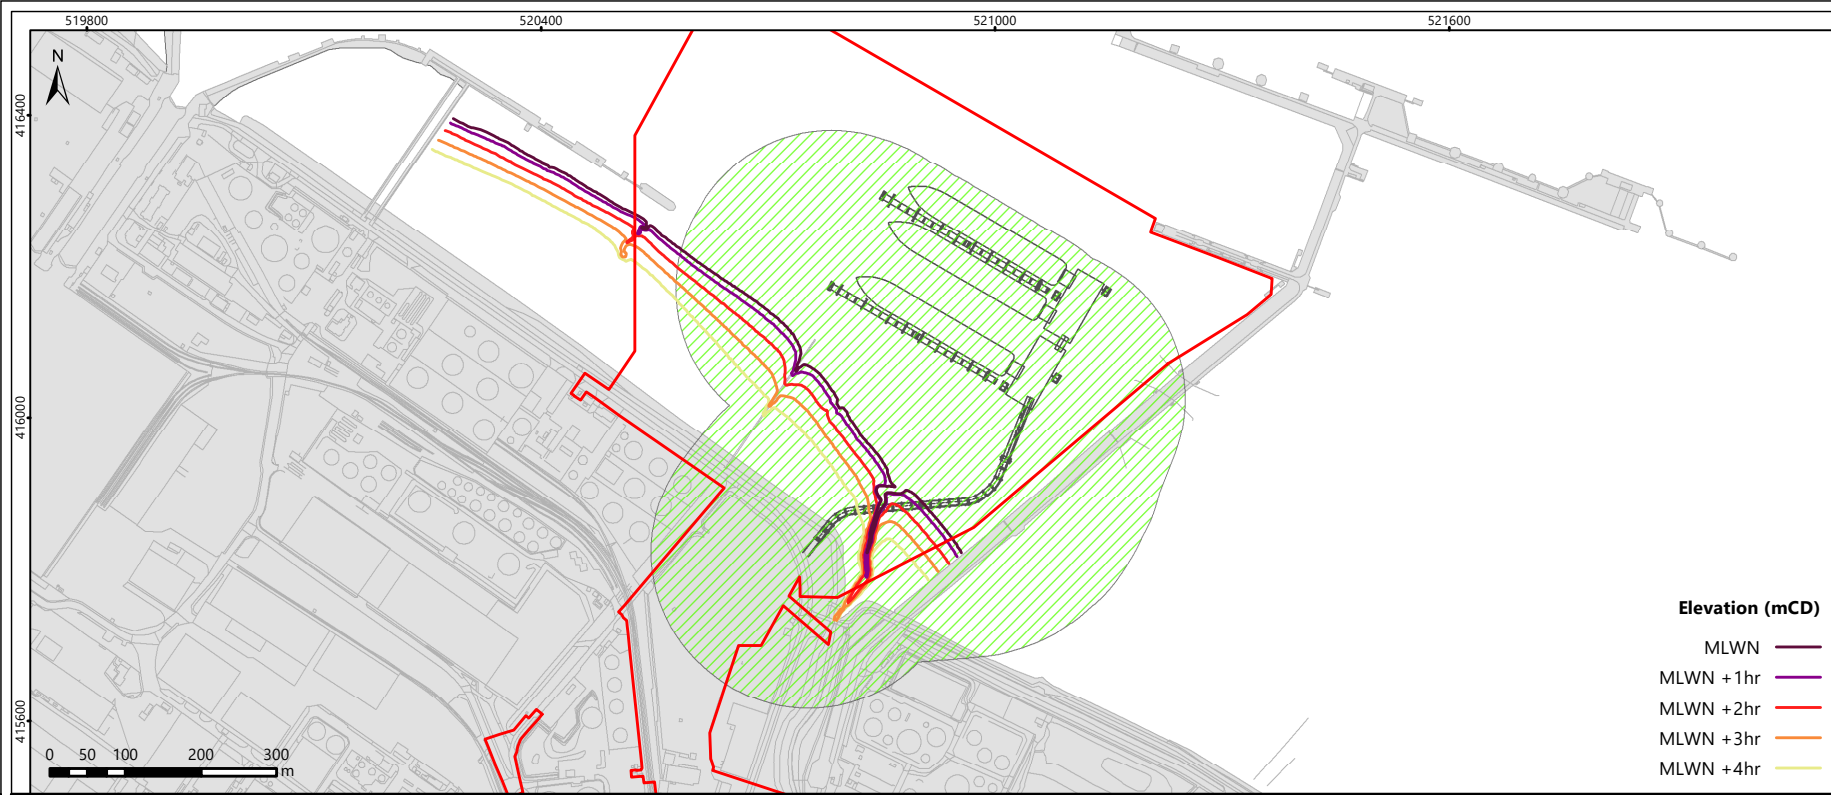 519800 520400 521000 521600
N
416400
416000
415600
0 50 100 200 300
m
Elevation (mCD)
MLWN
MLWN +1hr
MLWN +2hr
MLWN +3hr
MLWN +4hr